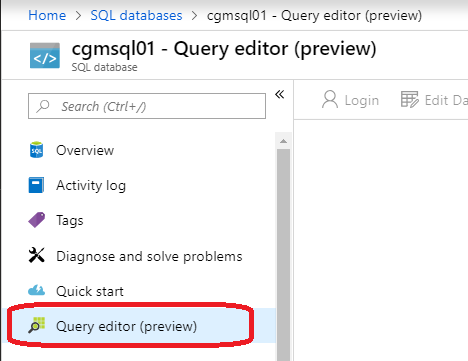 Home > SQL databases > cgmsql01 - Query editor (preview)
cgmsql01 - Query editor (preview)
SQL database
Search (Ctrl+/)
«
Login
Edit Da
SQL
Overview
Activity log
Tags
Diagnose and solve problems
Quick start
Query editor (preview)